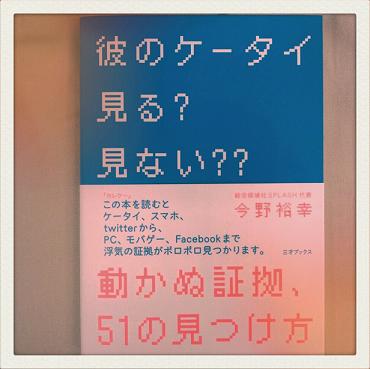 彼のケータイ
見る?
見ない??
「カレケー」
この本を読むと
ケータイ、スマホ、
twitterから、
PC、モバゲー、Facebookまで
浮気の証拠がボロボロ見つかります。
総合探偵社SPLASH代表
今野裕幸
三才ブックス
動かぬ証拠、
51の見つけ方